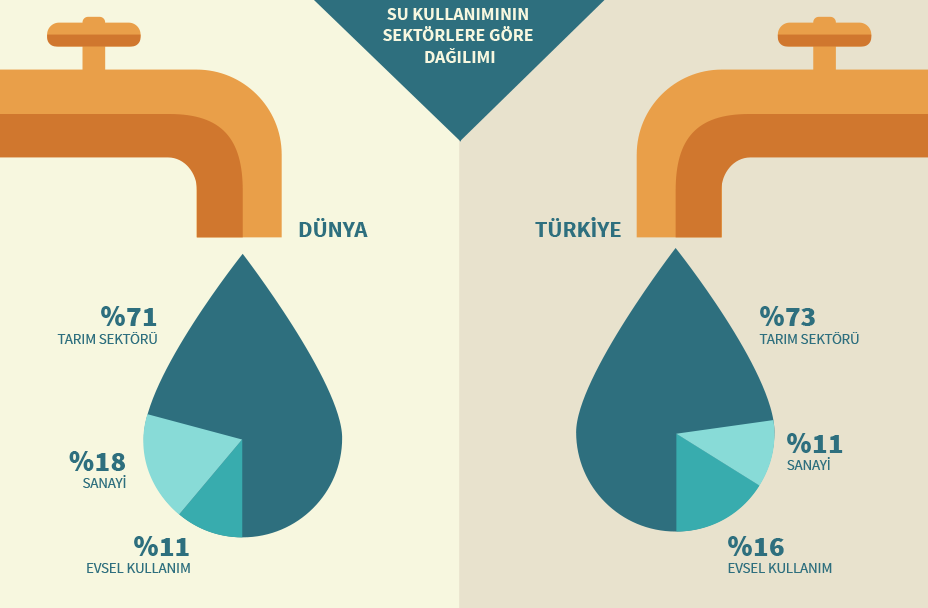 SU KULLANIMININ
SEKTÖRLERE GÖRE
DAĞILIMI
DÜNYA
%71
TARIM SEKTÖRÜ
%18
SANAYİ
%11
EVSEL KULLANIM
TÜRKİYE
%73
TARIM SEKTÖRÜ
%11
SANAYİ
%16
EVSEL KULLANIM